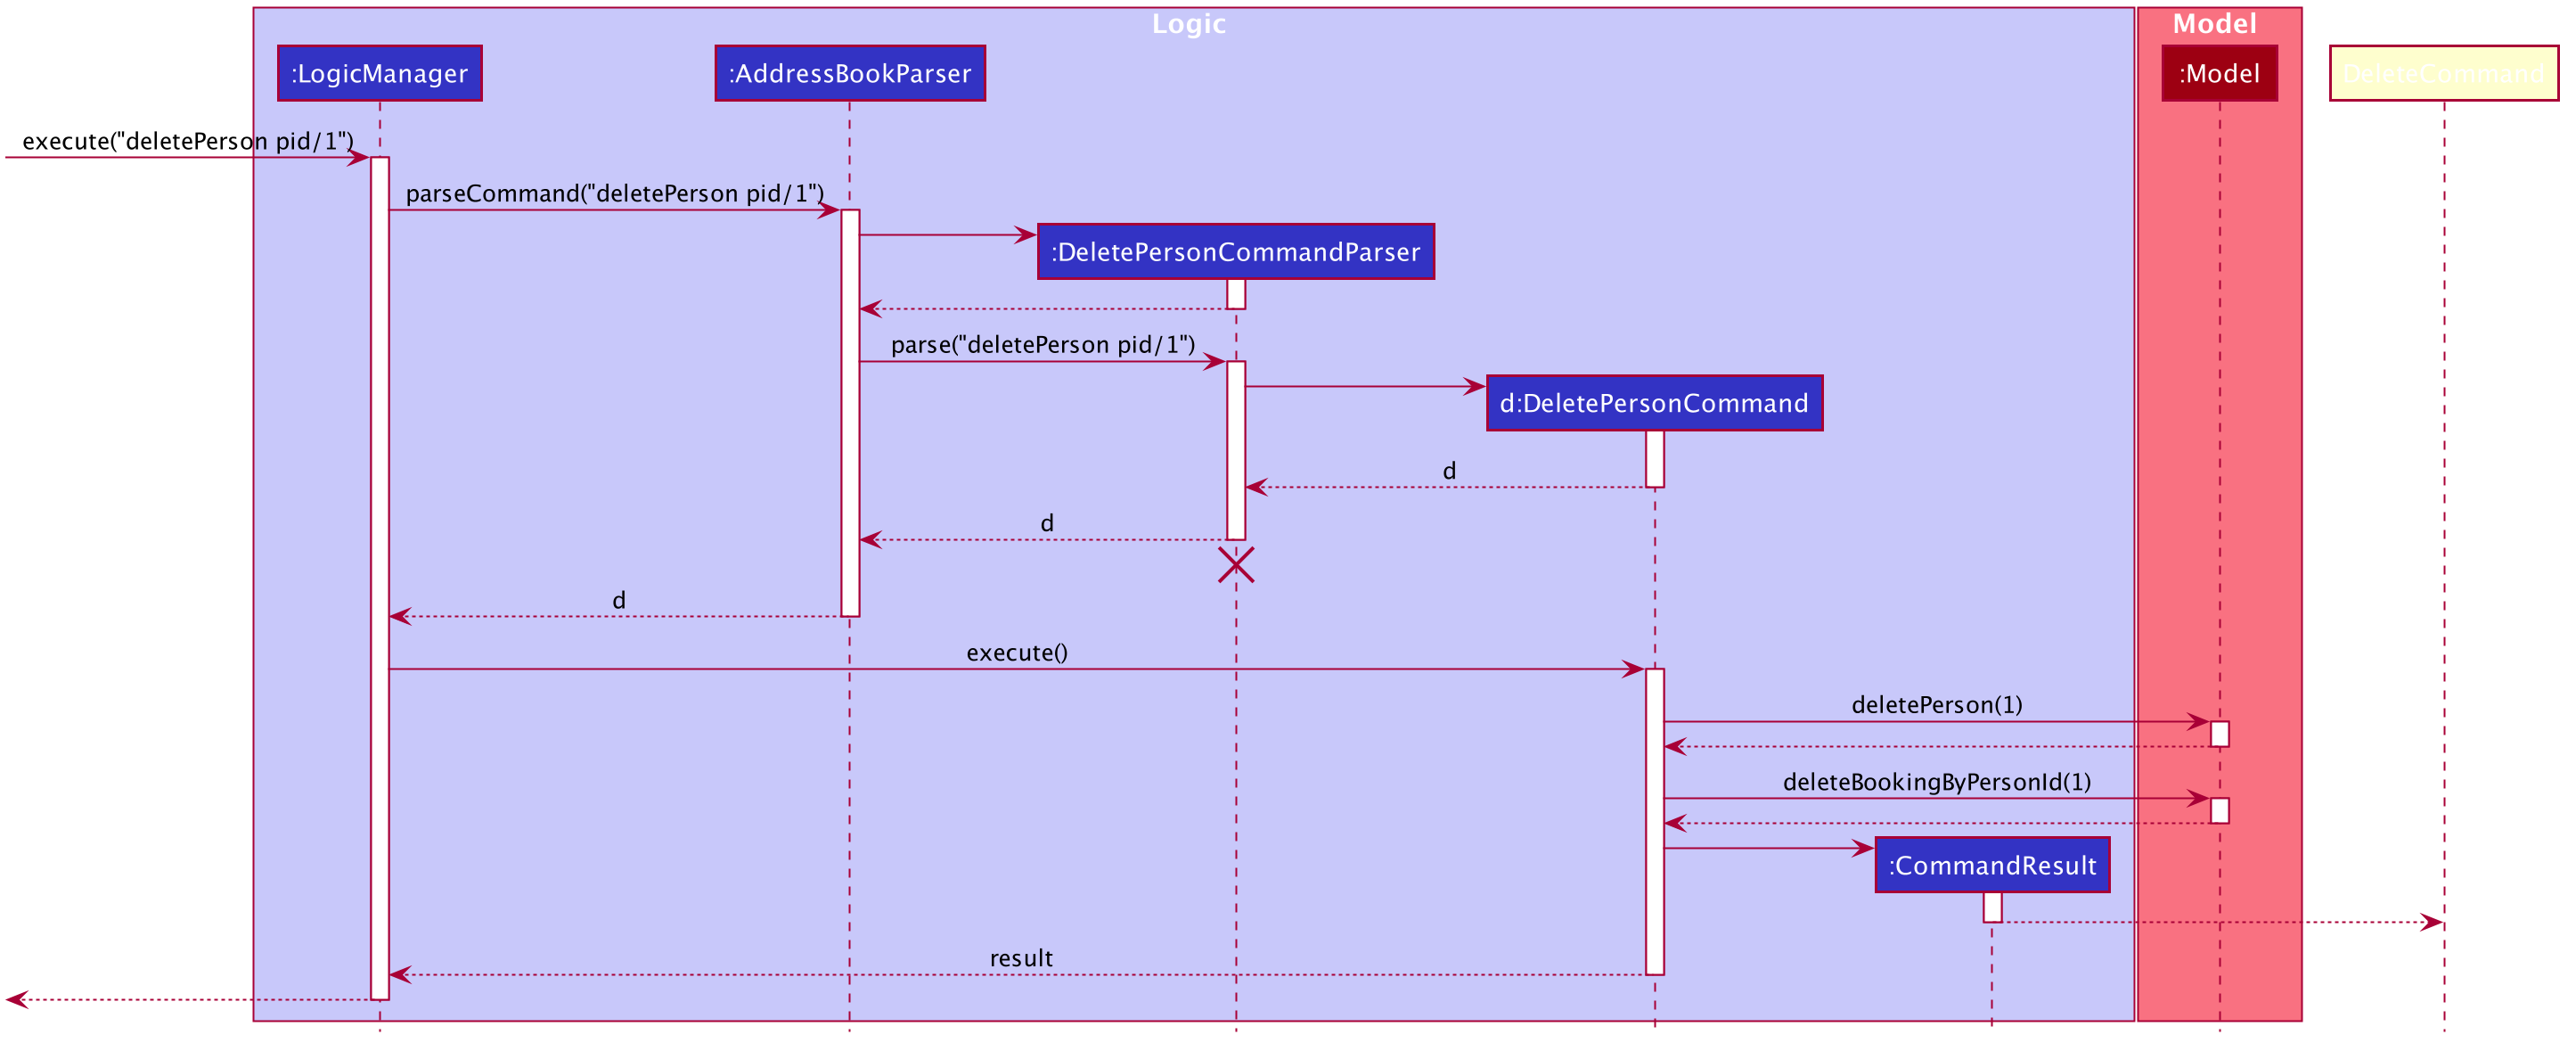 Logic
Model
:LogicManager
:AddressBookParser
:Model
DeleteCommand
execute("deletePerson pid/1")
parseCommand("deletePerson pid/1")
:DeletePersonCommandParser
parse("deletePerson pid/1")
d:DeletePersonCommand
d
d
d
execute()
deletePerson(1)
deleteBookingByPersonId(1)
:CommandResult
result